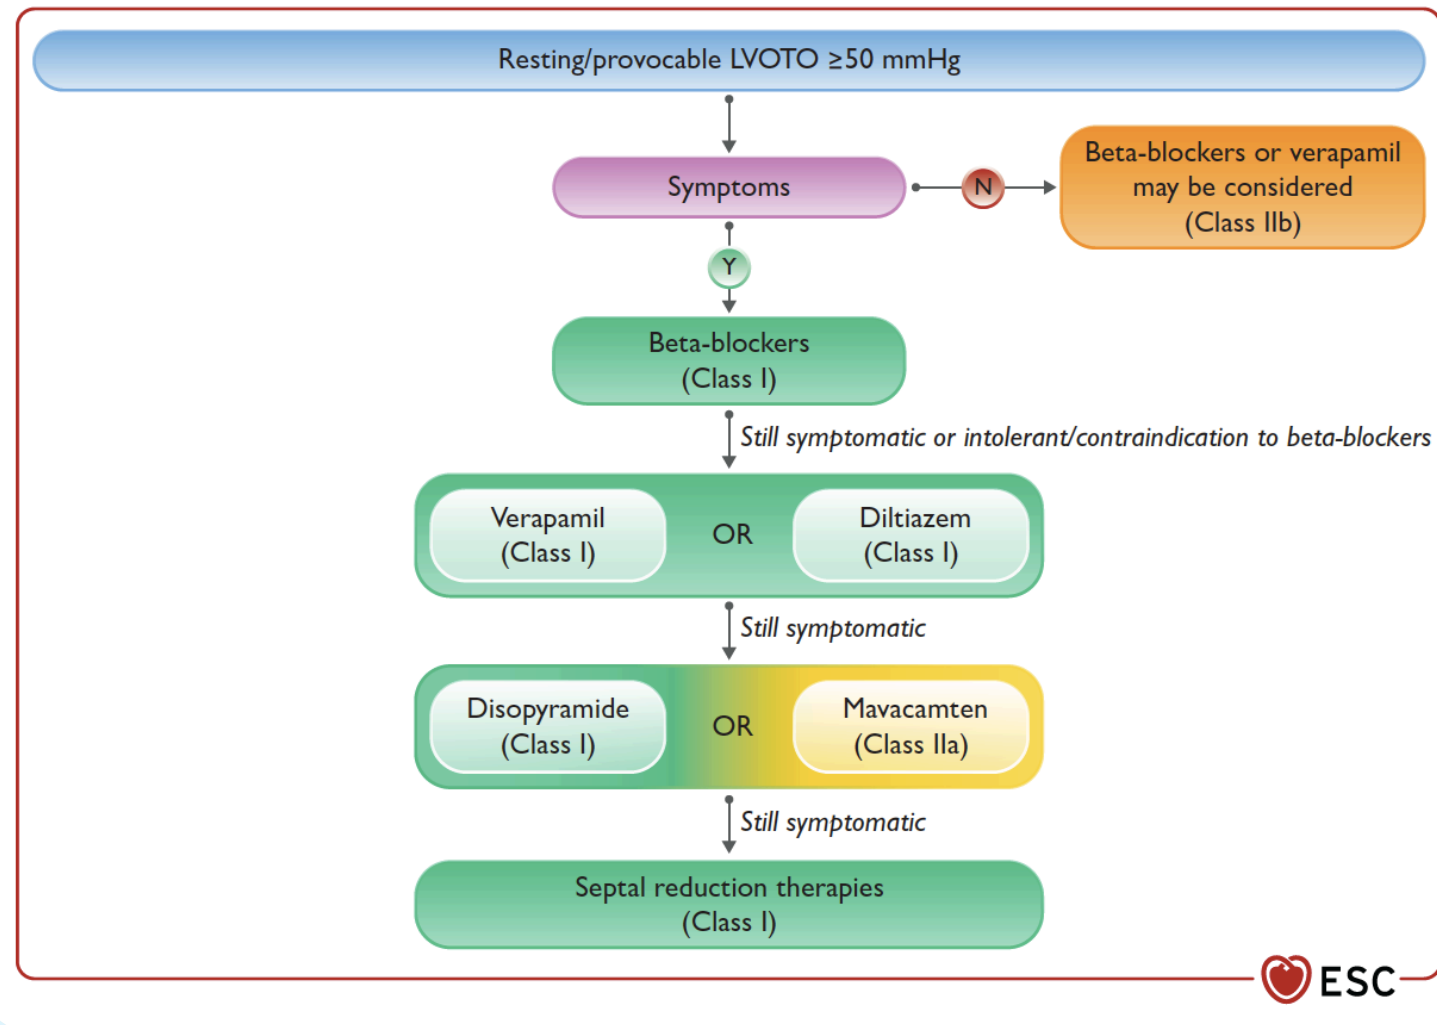 Resting/provocable LVOTO ≥50 mmHg
Symptoms
N
Beta-blockers or verapamil
may be considered
(Class IIb)
Y
Beta-blockers
(Class I)
Still symptomatic or intolerant/contraindication to beta-blockers
Verapamil
(Class I)
OR
Diltiazem
(Class I)
Still symptomatic
Disopyramide
(Class I)
OR
Mavacamten
(Class IIa)
Still symptomatic
Septal reduction therapies
(Class I)
ESC